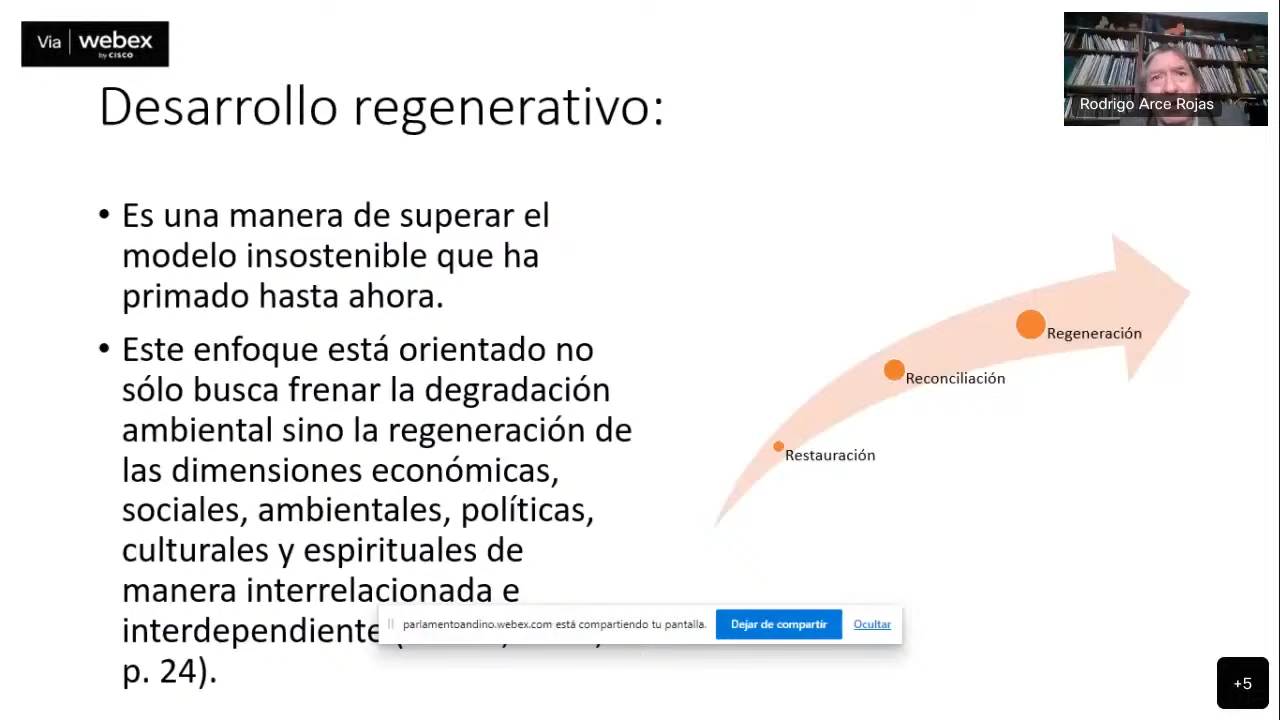 Via webex
by CISCO
Rodrigo Arce Rojas
Desarrollo regenerativo:
• Es una manera de superar el
modelo insostenible que ha
primado hasta ahora.
• Este enfoque está orientado no
sólo busca frenar la degradación
ambiental sino la regeneración de
las dimensiones económicas,
sociales, ambientales, políticas,
culturales y espirituales de
manera interrelacionada e
interdependiente
p. 24).
Regeneración
Reconciliación
Restauración
parlamentoandino.webex.com está compartiendo tu pantalla.
Dejar de compartir
Ocultar
+5